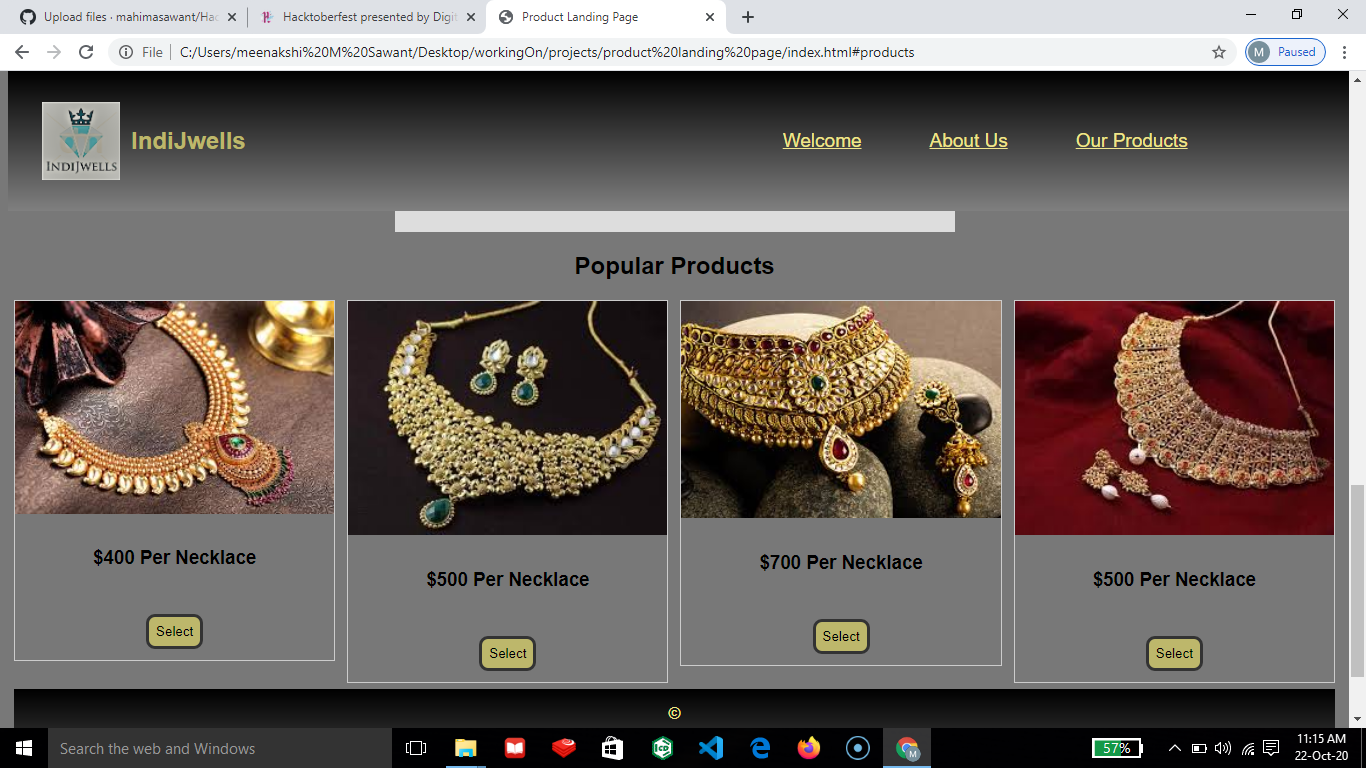 Upload files · mahimasawant/Hac
Hacktoberfest presented by Digit
Product Landing Page
File
C:/Users/meenakshi%20M%20Sawant/Desktop/workingOn/projects/product%20landing%20page/index.html#products
M
Paused
INDIJWELLS
IndiJwells
Welcome
About Us
Our Products
Popular Products
$400 Per Necklace
$500 Per Necklace
$700 Per Necklace
$500 Per Necklace
Select
Select
Select
Select
©
Search the web and Windows
M
57%
11:15 AM
22-Oct-20